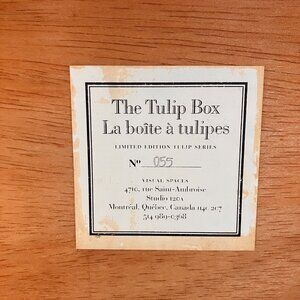 The Tulip Box
La boîte à tulipes
LIMITED EDITION TULIP SERIES
Nº 055
VISUAL SPACES
4710, rue Saint-Ambroise
Studio 120A
Montréal, Québec, Canada H4C 2C7
514 989-0368